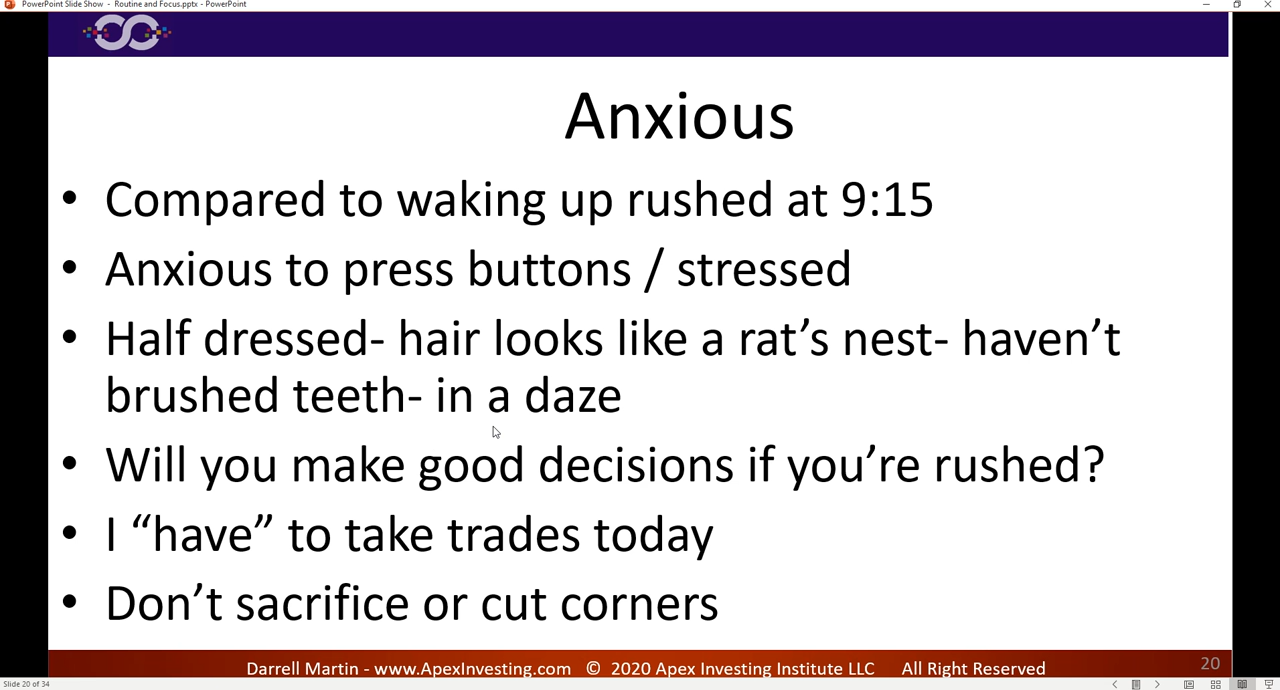 PowerPoint Slide Show - Routine and Focus.pptx - PowerPoint
Anxious
• Compared to waking up rushed at 9:15
• Anxious to press buttons / stressed
• Half dressed- hair looks like a rat’s nest- haven’t
brushed teeth- in a daze
• Will you make good decisions if you’re rushed?
• I “have” to take trades today
• Don’t sacrifice or cut corners
Darrell Martin - www.ApexInvesting.com © 2020 Apex Investing Institute LLC All Right Reserved
20
Slide 20 of 34